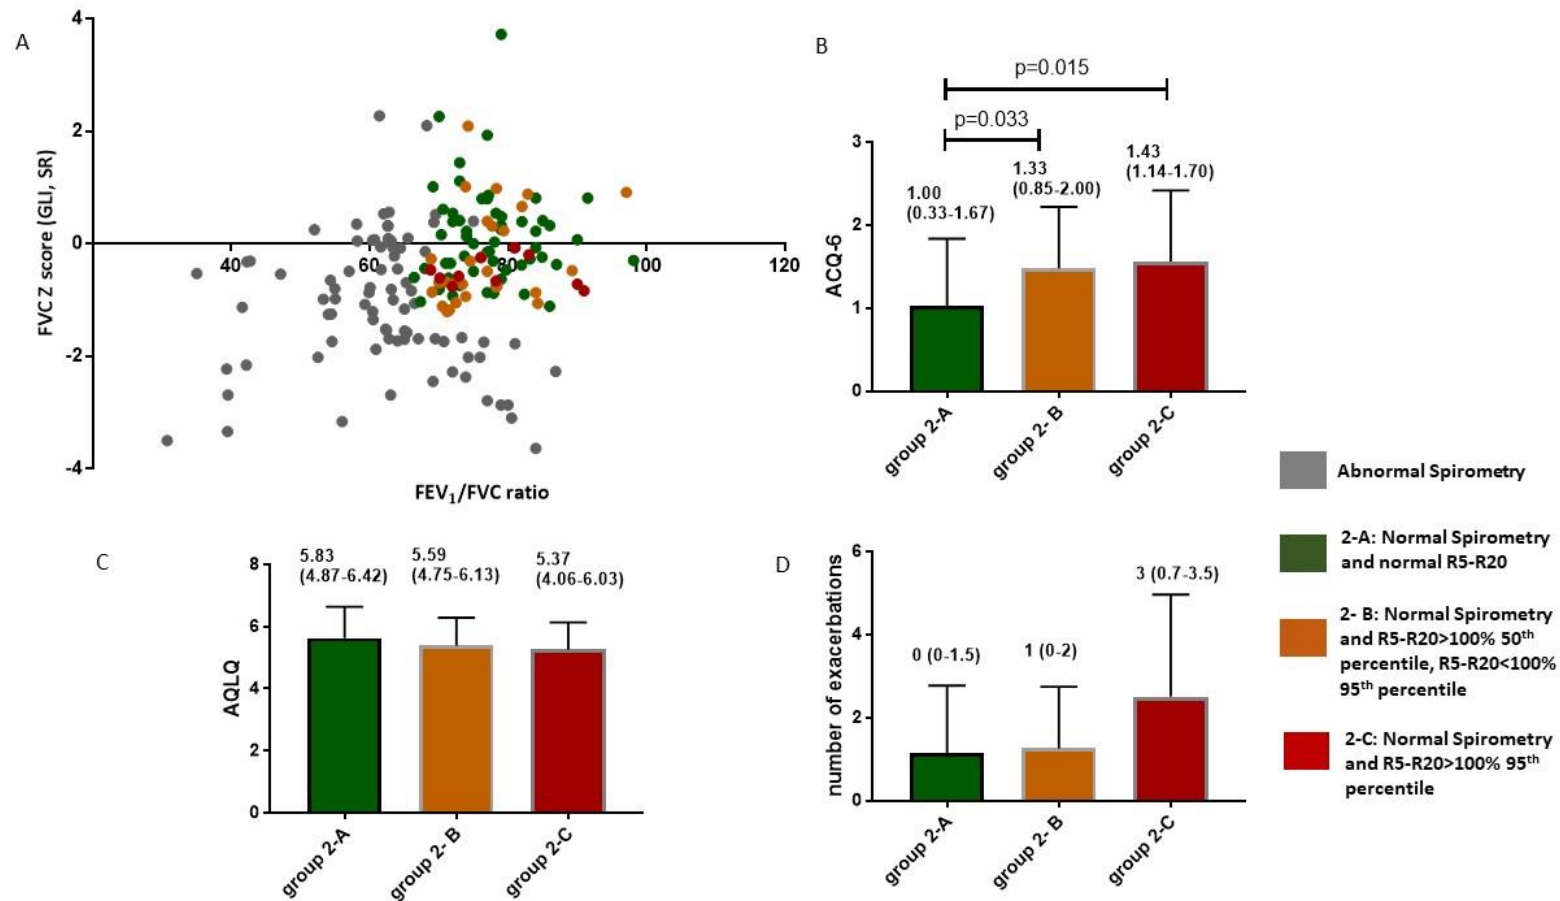 A
4
2
0
-2
-4
40
60
80
100
120
FVC Z score (GLI, SR)
FEV₁/FVC ratio
B
p=0.015
p=0.033
3
2
1
0
ACQ-6
1.00
(0.33-1.67)
1.33
(0.85-2.00)
1.43
(1.14-1.70)
group 2-A
group 2- B
group 2-C
C
8
6
4
2
0
AQLQ
5.83
(4.87-6.42)
5.59
(4.75-6.13)
5.37
(4.06-6.03)
group 2-A
group 2- B
group 2-C
D
6
4
2
0
number of exacerbations
0 (0-1.5)
1 (0-2)
3 (0.7-3.5)
group 2-A
group 2- B
group 2-C
Abnormal Spirometry
2-A: Normal Spirometry
and normal R5-R20
2- B: Normal Spirometry
and R5-R20>100% 50th
percentile, R5-R20<100%
95th percentile
2-C: Normal Spirometry
and R5-R20>100% 95th
percentile